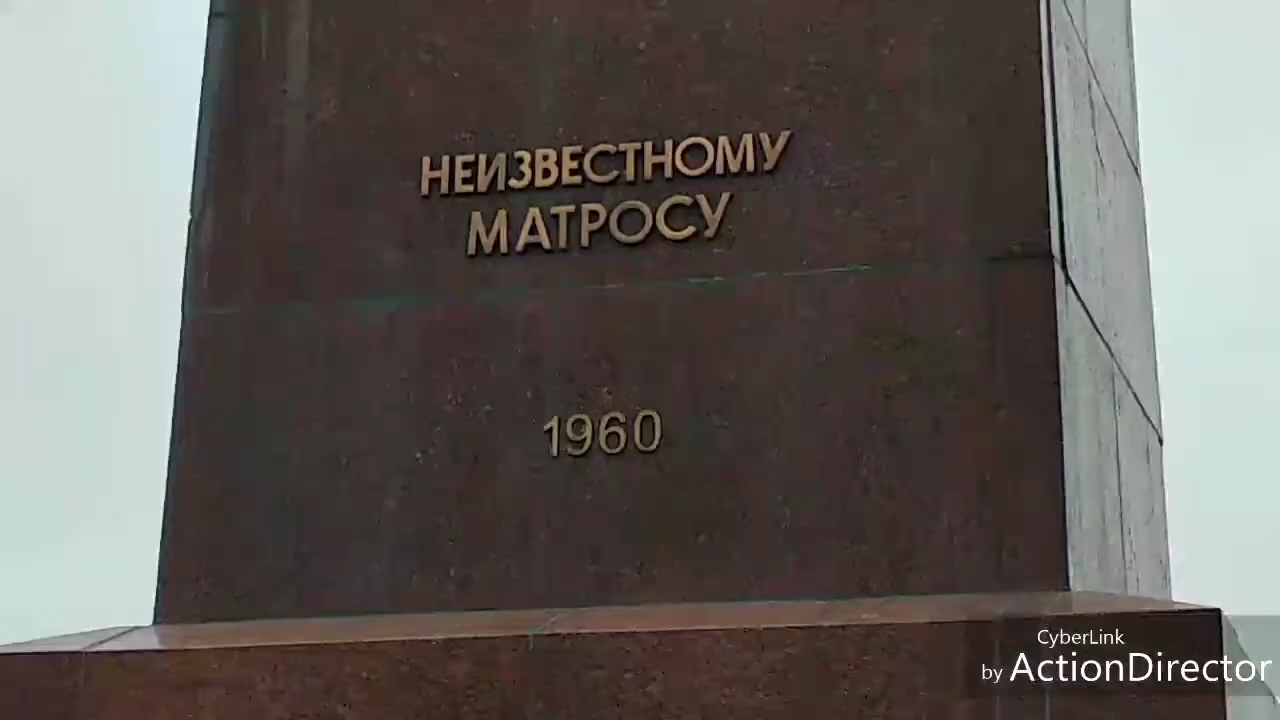 НЕИЗВЕСТНОМУ
МАТРОСУ
1960
CyberLink
by ActionDirector